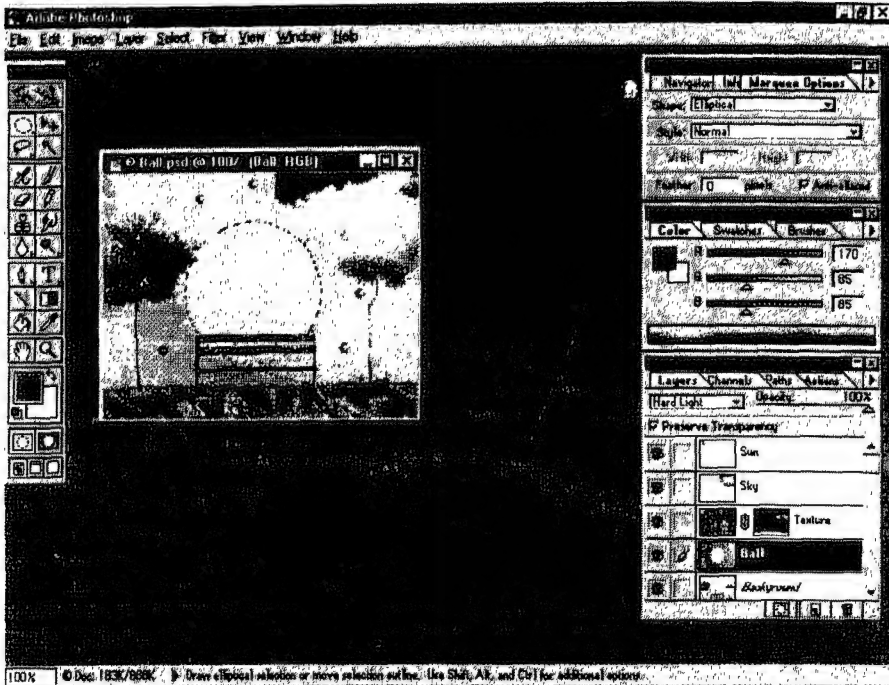 Adobe Photoshop
File Edit Image Layer Select Filter View Window Help
Navigator Info Marquee Options
Shape: Elliptical
Style: Normal
Width: Height:
Feather: 0 pixels Anti-aliased
© Ball.psd @ 100% (Ball, RGB)
Color Swatches Brushes
R 170
G 85
B 85
Layers Channels Paths Actions
Hard Light Opacity: 100%
Preserve Transparency
Sun
Sky
Texture
Ball
Background
T
100% © Doc: 183K/868K Draw elliptical selection or move selection outline. Use Shift, Alt, and Ctrl for additional options.